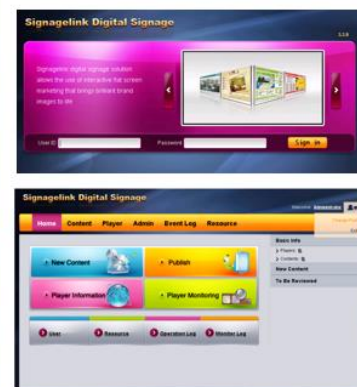 Signagelink Digital Signage
Signagelink digital signage solution
allows the use of interactive flat screen
marketing that brings brilliant brand
images to life
User ID
Password
Sign in
Signagelink Digital Signage
Home Content Player Admin Event Log Resource
New Content
Publish
Player Information
Player Monitoring
User
Resource
Operation Log
Monitor Log
Basic Info
Players
Contents
New Content
To Be Reviewed